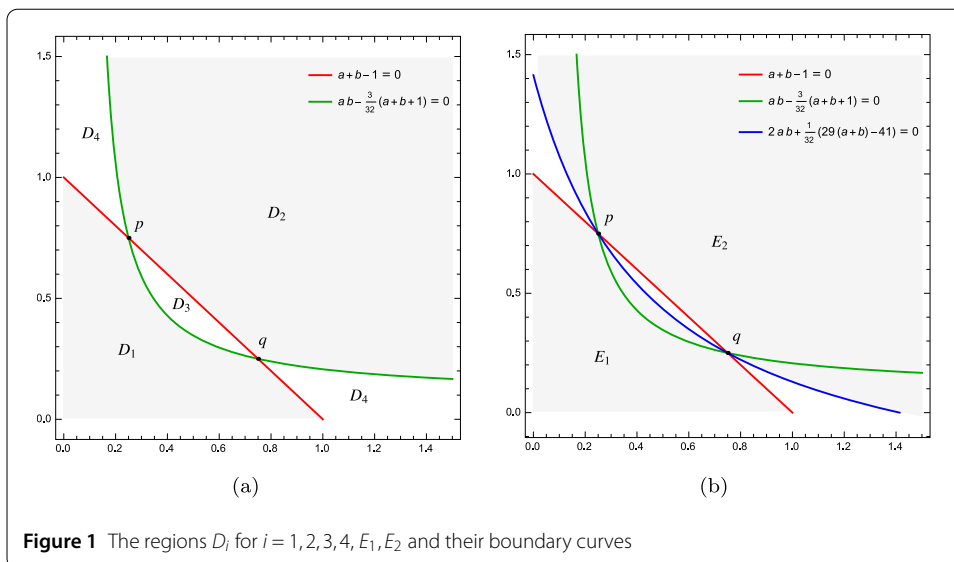 1.5
1.0
0.5
0.0
0.0 0.2 0.4 0.6 0.8 1.0 1.2 1.4
a+b-1 = 0
ab - 3/32 (a+b+1) = 0
D4
p
D2
D3
q
D1
D4
(a)
1.5
1.0
0.5
0.0
0.0 0.2 0.4 0.6 0.8 1.0 1.2 1.4
a+b-1 = 0
ab - 3/32 (a+b+1) = 0
2ab + 1/32 (29(a+b)-41) = 0
p
E2
q
E1
(b)
Figure 1 The regions Di for i = 1, 2, 3, 4, E1, E2 and their boundary curves